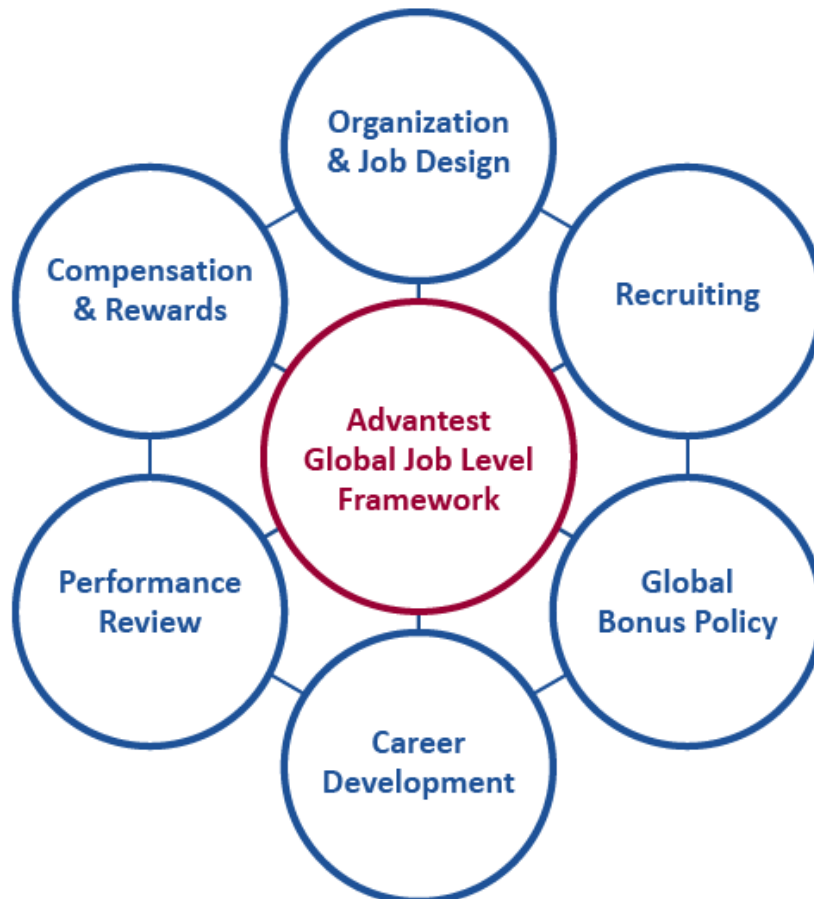 Organization
& Job Design
Compensation
& Rewards
Recruiting
Advantest
Global Job Level
Framework
Performance
Review
Global
Bonus Policy
Career
Development